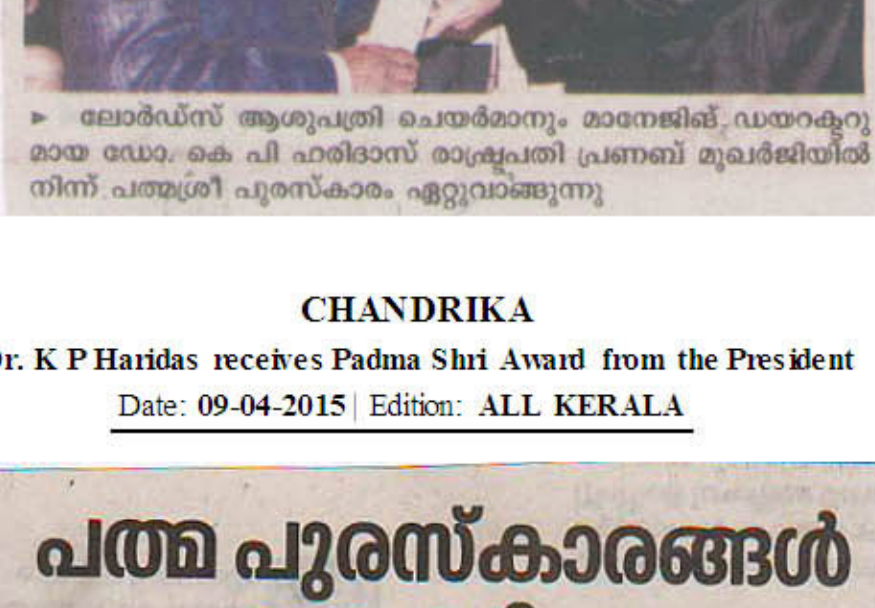 ► ലോർഡ്സ് ആശുപത്രി ചെയർമാനും മാനേജിങ് ഡയറക്ടറു
മായ ഡോ. കെ പി ഹരിദാസ് രാഷ്ട്രപതി പ്രണബ് മുഖർജിയിൽ
നിന്ന് പത്മശ്രീ പുരസ്കാരം ഏറ്റുവാങ്ങുന്നു
CHANDRIKA
Dr. K P Haridas receives Padma Shri Award from the President
Date: 09-04-2015 | Edition: ALL KERALA
പത്മ പുരസ്കാരങ്ങൾ